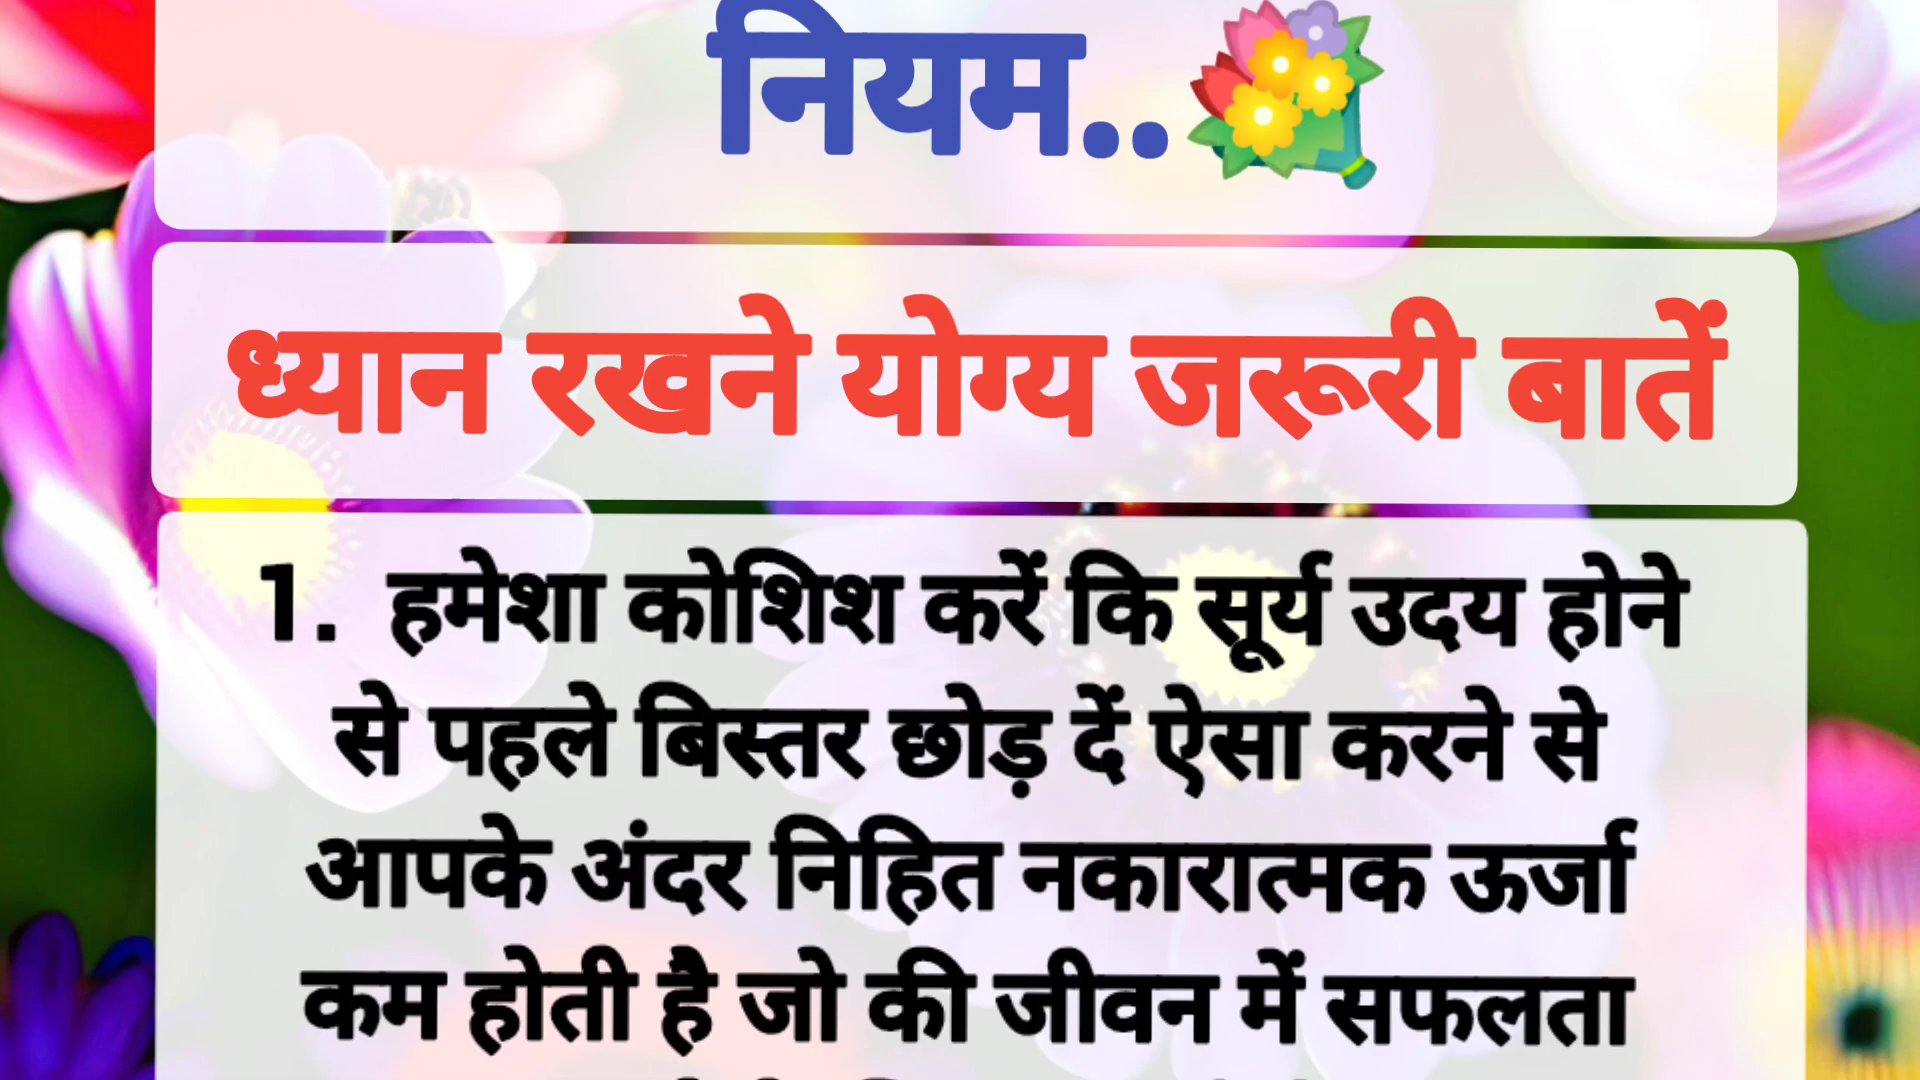 नियम..
ध्यान रखने योग्य जरूरी बातें
1. हमेशा कोशिश करें कि सूर्य उदय होने
से पहले बिस्तर छोड़ दें ऐसा करने से
आपके अंदर निहित नकारात्मक ऊर्जा
कम होती है जो की जीवन में सफलता